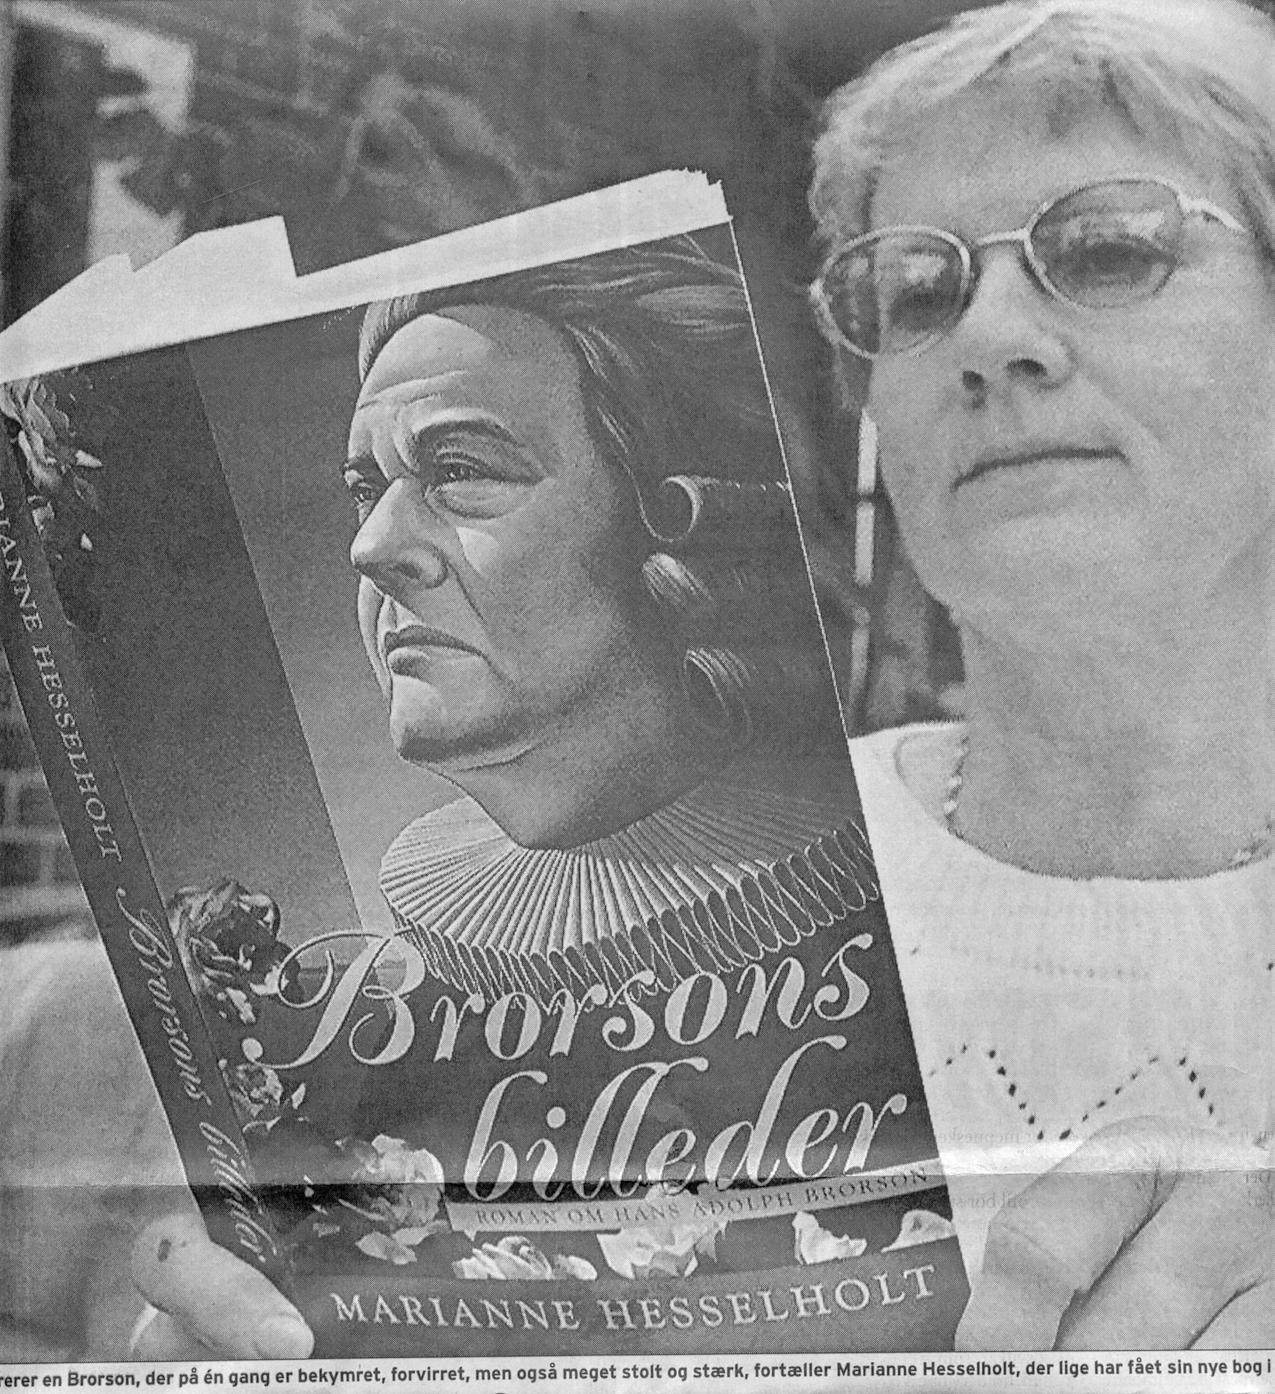 MARIANNE HESSELHOLT Brorsons billeder
Brorsons
billeder
ROMAN OM HANS ADOLPH BRORSON
MARIANNE HESSELHOLT
en Brorson, der på én gang er bekymret, forvirret, men også meget stolt og stærk, fortæller Marianne Hesselholt, der lige har fået sin nye bog i